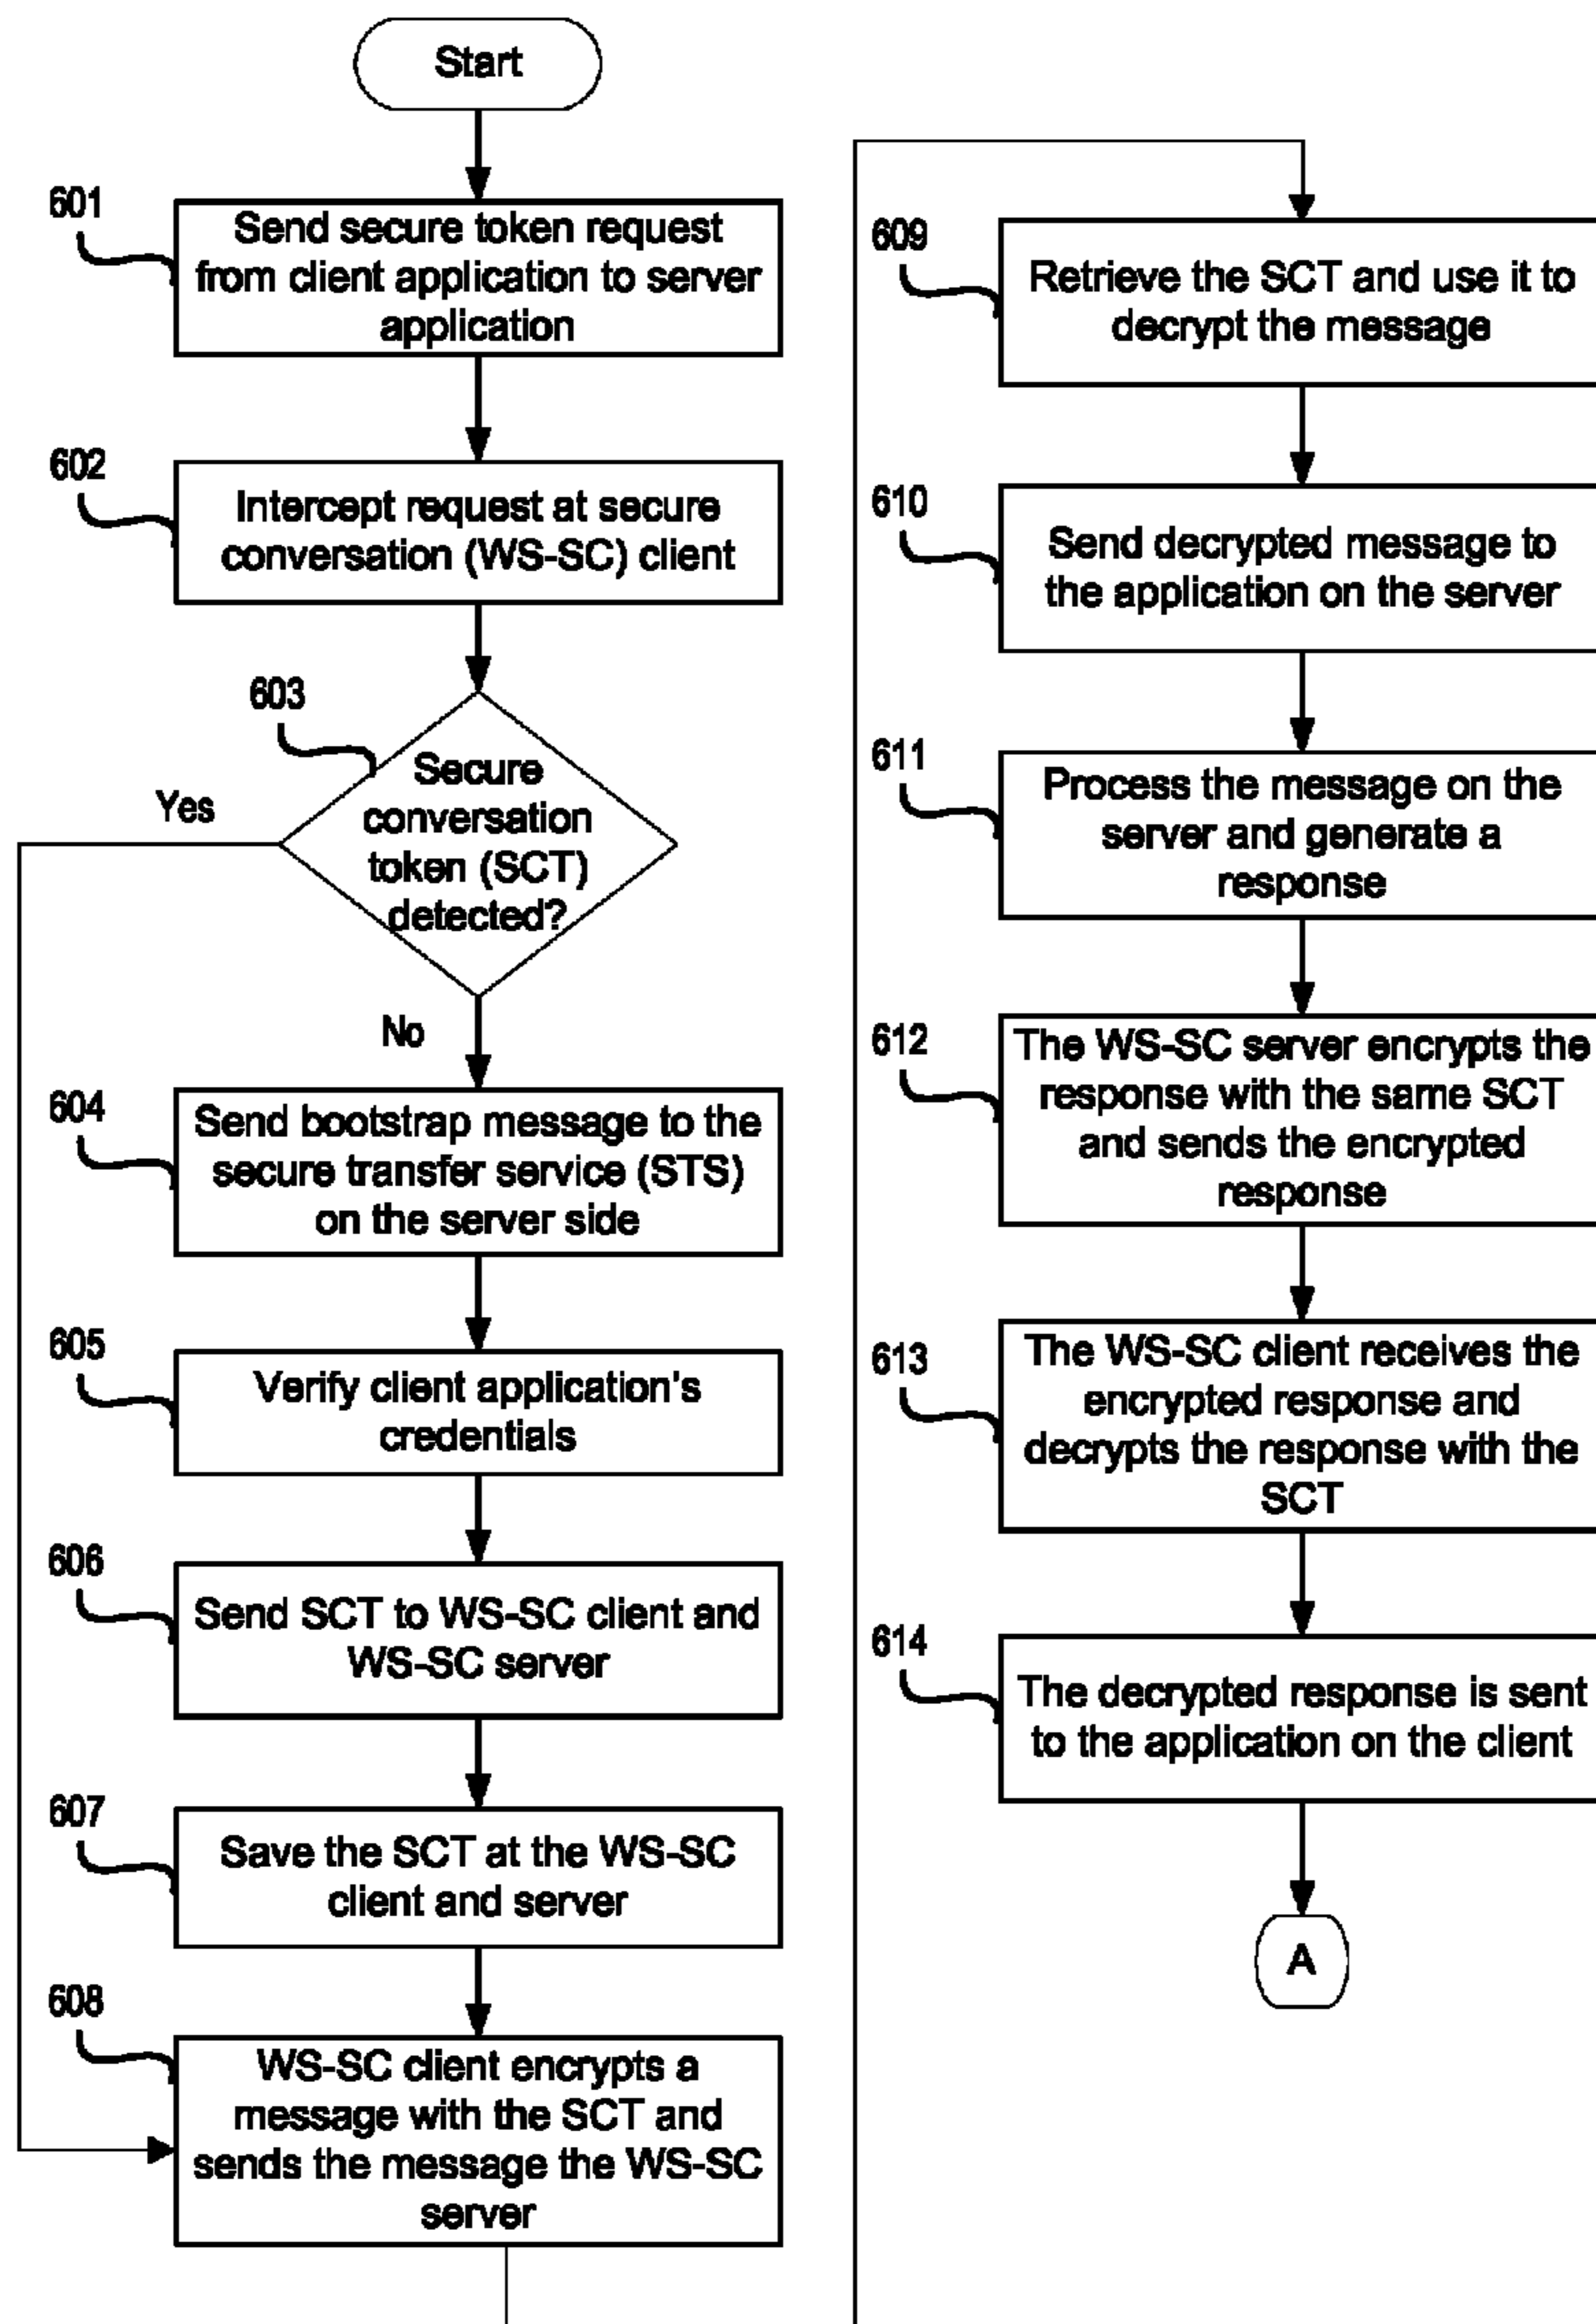 Start
601
Send secure token request
from client application to server
application
602
Intercept request at secure
conversation (WS-SC) client
603
Secure
conversation
token (SCT)
detected?
Yes
No
604
Send bootstrap message to the
secure transfer service (STS)
on the server side
605
Verify client application's
credentials
606
Send SCT to WS-SC client and
WS-SC server
607
Save the SCT at the WS-SC
client and server
608
WS-SC client encrypts a
message with the SCT and
sends the message the WS-SC
server
609
Retrieve the SCT and use it to
decrypt the message
610
Send decrypted message to
the application on the server
611
Process the message on the
server and generate a
response
612
The WS-SC server encrypts the
response with the same SCT
and sends the encrypted
response
613
The WS-SC client receives the
encrypted response and
decrypts the response with the
SCT
614
The decrypted response is sent
to the application on the client
A